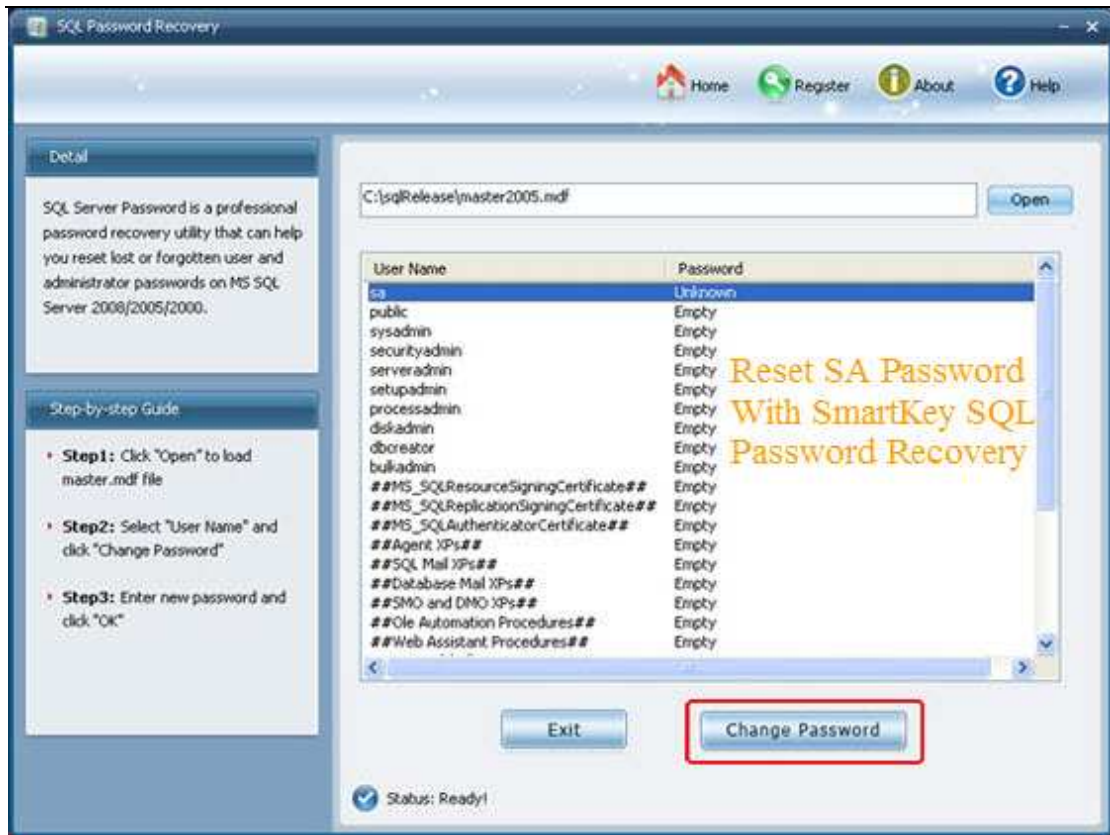 SQL Password Recovery
Home
Register
About
Help
Detail
SQL Server Password is a professional
password recovery utility that can help
you reset lost or forgotten user and
administrator passwords on MS SQL
Server 2008/2005/2000.
Step-by-step Guide
Step1: Click "Open" to load
master.mdf file
Step2: Select "User Name" and
click "Change Password"
Step3: Enter new password and
click "OK"
C:\sqlRelease\master2005.mdf
Open
User Name Password
sa Unknown
public Empty
sysadmin Empty
securityadmin Empty
serveradmin Empty
setupadmin Empty
processadmin Empty
diskadmin Empty
dbcreator Empty
bulkadmin Empty
##MS_SQLResourceSigningCertificate## Empty
##MS_SQLReplicationSigningCertificate## Empty
##MS_SQLAuthenticatorCertificate## Empty
##Agent XPs## Empty
##SQL Mail XPs## Empty
##Database Mail XPs## Empty
##SMO and DMO XPs## Empty
##Ole Automation Procedures## Empty
##Web Assistant Procedures## Empty
Reset SA Password
With SmartKey SQL
Password Recovery
Exit
Change Password
Status: Ready!